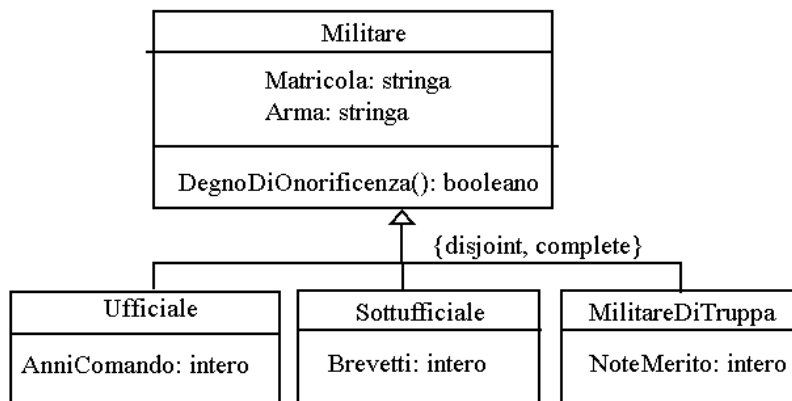 Militare
Matricola: stringa
Arma: stringa
DegnoDiOnorificenza(): booleano
{disjoint, complete}
Ufficiale
AnniComando: intero
Sottufficiale
Brevetti: intero
MilitareDiTruppa
NoteMerito: intero